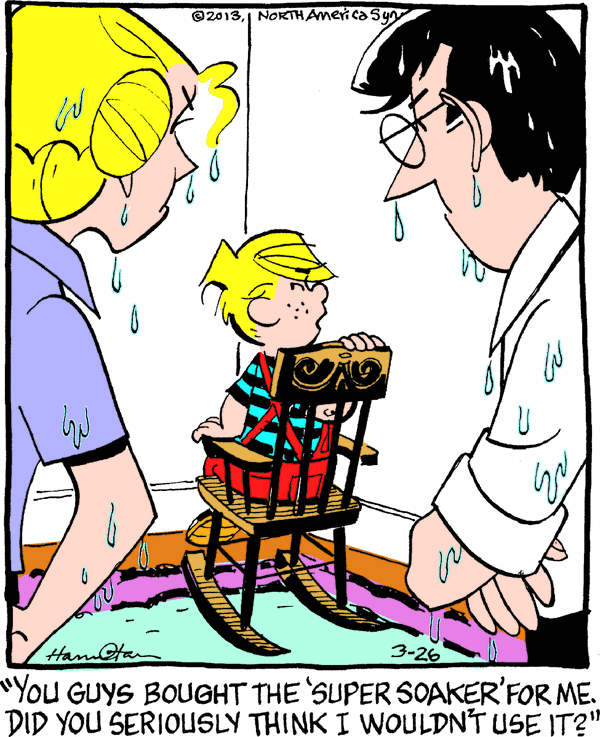 ©2013, North America Syn
Ham
3-26
"YOU GUYS BOUGHT THE 'SUPER SOAKER' FOR ME.
DID YOU SERIOUSLY THINK I WOULDN'T USE IT?"